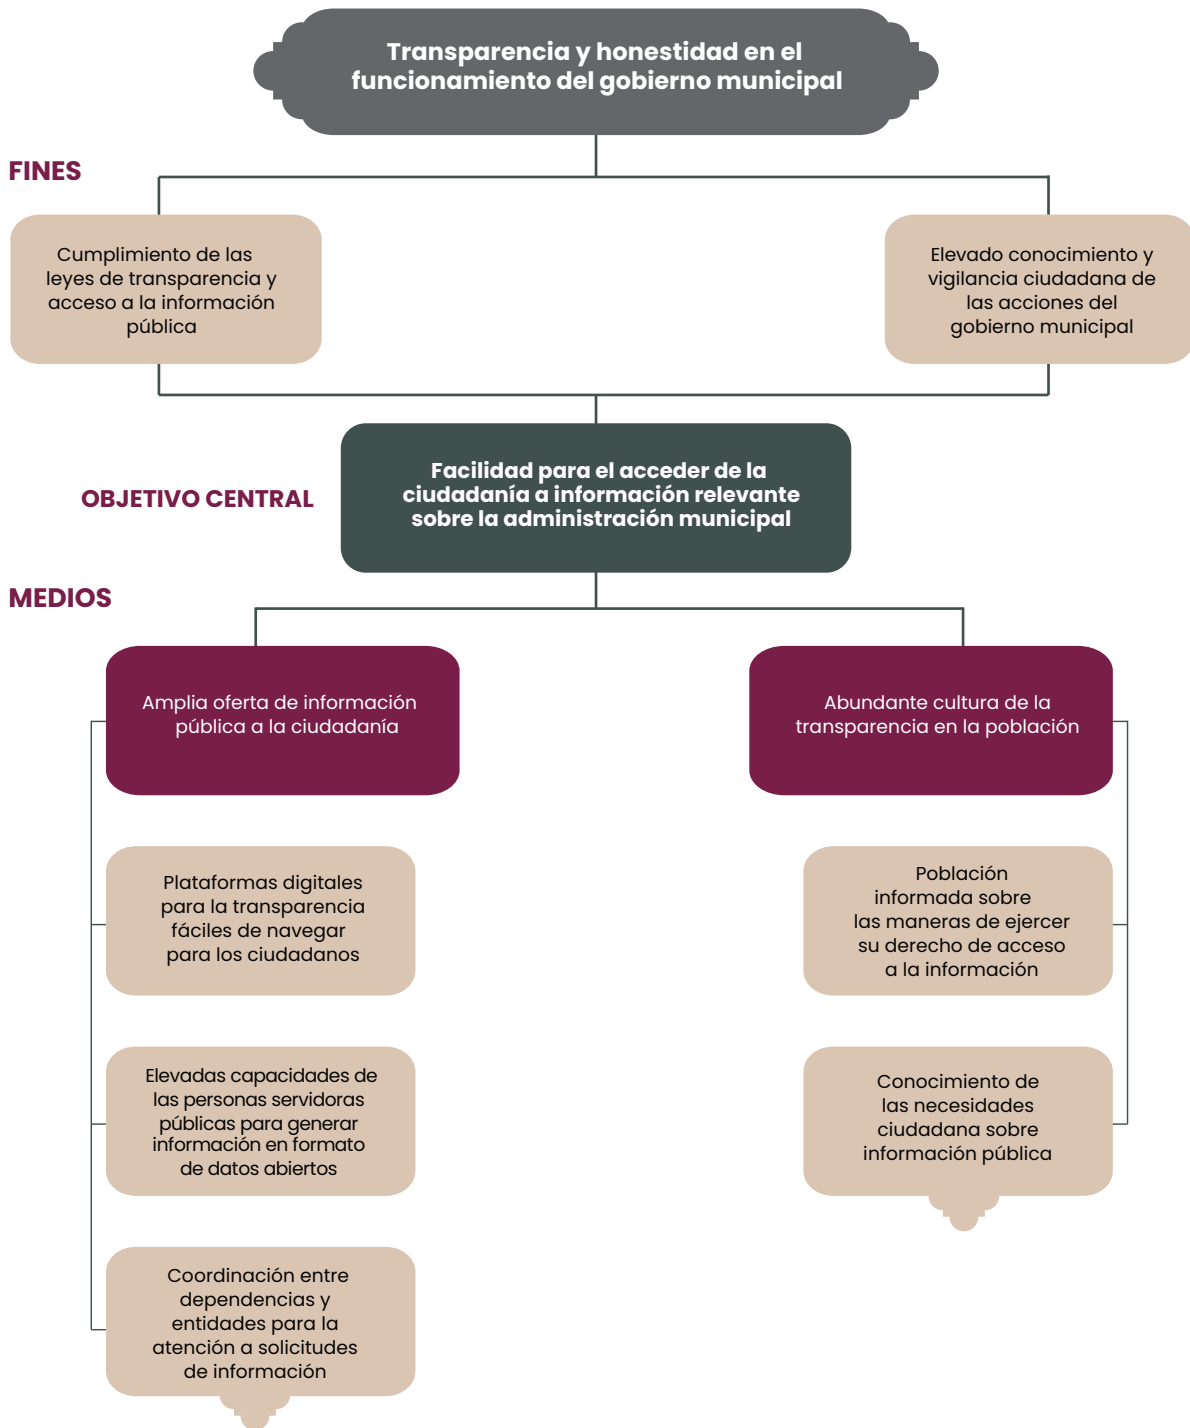 Transparencia y honestidad en el
funcionamiento del gobierno municipal
FINES
Cumplimiento de las
leyes de transparencia y
acceso a la información
pública
Elevado conocimiento y
vigilancia ciudadana de
las acciones del
gobierno municipal
OBJETIVO CENTRAL
Facilidad para el acceder de la
ciudadanía a información relevante
sobre la administración municipal
MEDIOS
Amplia oferta de información
pública a la ciudadanía
Abundante cultura de la
transparencia en la población
Plataformas digitales
para la transparencia
fáciles de navegar
para los ciudadanos
Población
informada sobre
las maneras de ejercer
su derecho de acceso
a la información
Elevadas capacidades de
las personas servidoras
públicas para generar
información en formato
de datos abiertos
Conocimiento de
las necesidades
ciudadana sobre
información pública
Coordinación entre
dependencias y
entidades para la
atención a solicitudes
de información